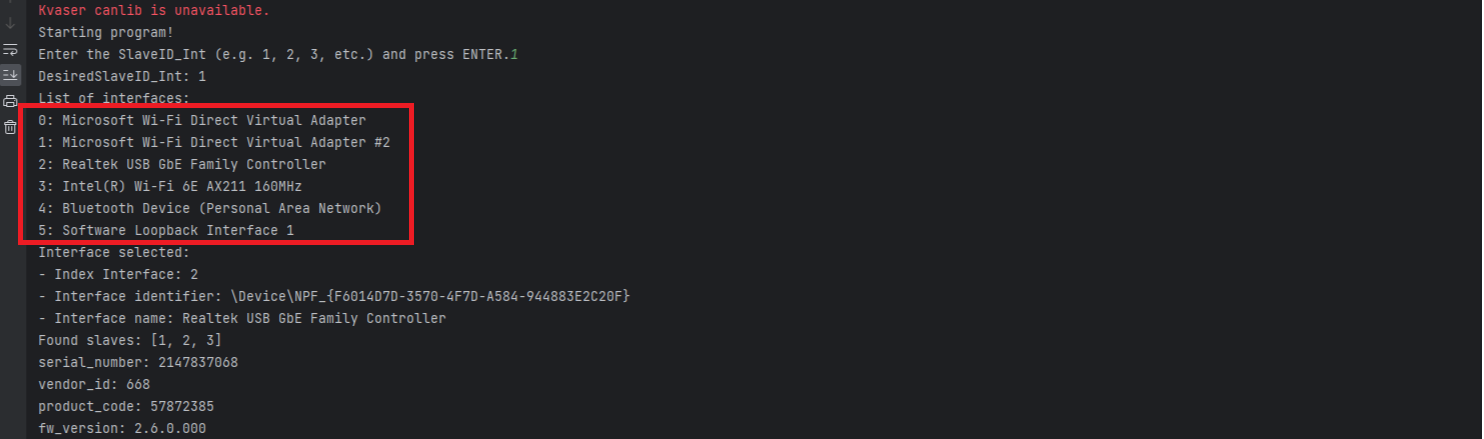 Kvaser canlib is unavailable.
Starting program!
Enter the SlaveID_Int (e.g. 1, 2, 3, etc.) and press ENTER.1
DesiredSlaveID_Int: 1
List of interfaces:
0: Microsoft Wi-Fi Direct Virtual Adapter
1: Microsoft Wi-Fi Direct Virtual Adapter #2
2: Realtek USB GbE Family Controller
3: Intel(R) Wi-Fi 6E AX211 160MHz
4: Bluetooth Device (Personal Area Network)
5: Software Loopback Interface 1
Interface selected:
- Index Interface: 2
- Interface identifier: \Device\NPF_{F6014D7D-3570-4F7D-A584-944883E2C20F}
- Interface name: Realtek USB GbE Family Controller
Found slaves: [1, 2, 3]
serial_number: 2147837068
vendor_id: 668
product_code: 57872385
fw_version: 2.6.0.000